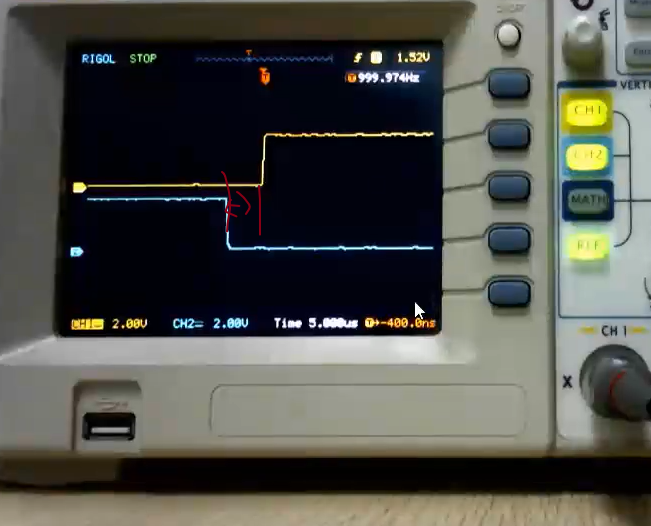 RIGOL STOP
1.52V
999.974Hz
CH1 2.00V CH2= 2.00V Time 5.000us -400.0ns
CH1
CH2
MATH
REF
VERT
CH 1
X